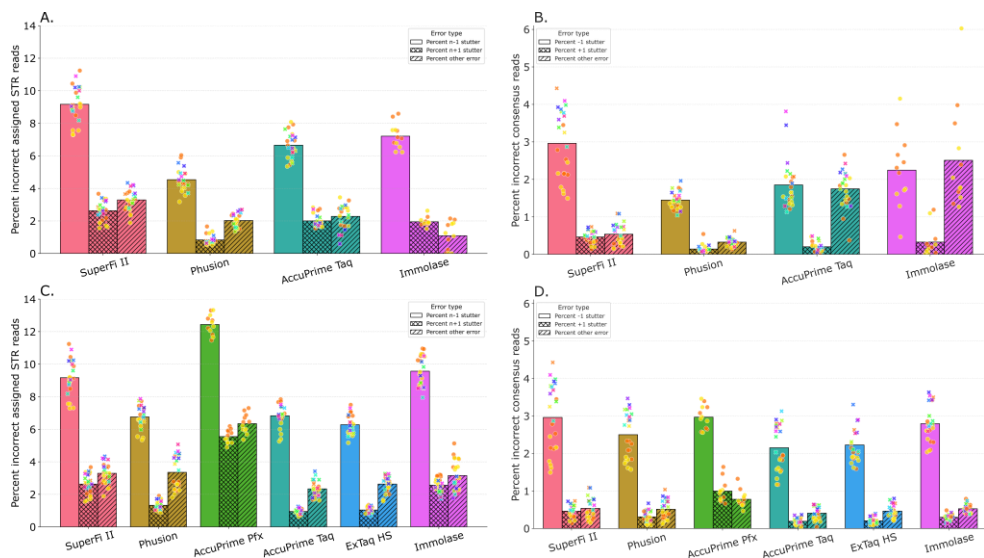 A.
Percent incorrect assigned STR reads
14
12
10
8
6
4
2
0
Error type
Percent n-1 stutter
Percent n+1 stutter
Percent other error
SuperFi II
Phusion
AccuPrime Taq
Immolase
B.
Percent incorrect consensus reads
6
5
4
3
2
1
0
Error type
Percent -1 stutter
Percent +1 stutter
Percent other error
SuperFi II
Phusion
AccuPrime Taq
Immolase
C.
Percent incorrect assigned STR reads
14
12
10
8
6
4
2
0
Error type
Percent n-1 stutter
Percent n+1 stutter
Percent other error
SuperFi II
Phusion
AccuPrime Pfx
AccuPrime Taq
ExTaq HS
Immolase
D.
Percent incorrect consensus reads
6
5
4
3
2
1
0
Error type
Percent -1 stutter
Percent +1 stutter
Percent other error
SuperFi II
Phusion
AccuPrime Pfx
AccuPrime Taq
ExTaq HS
Immolase